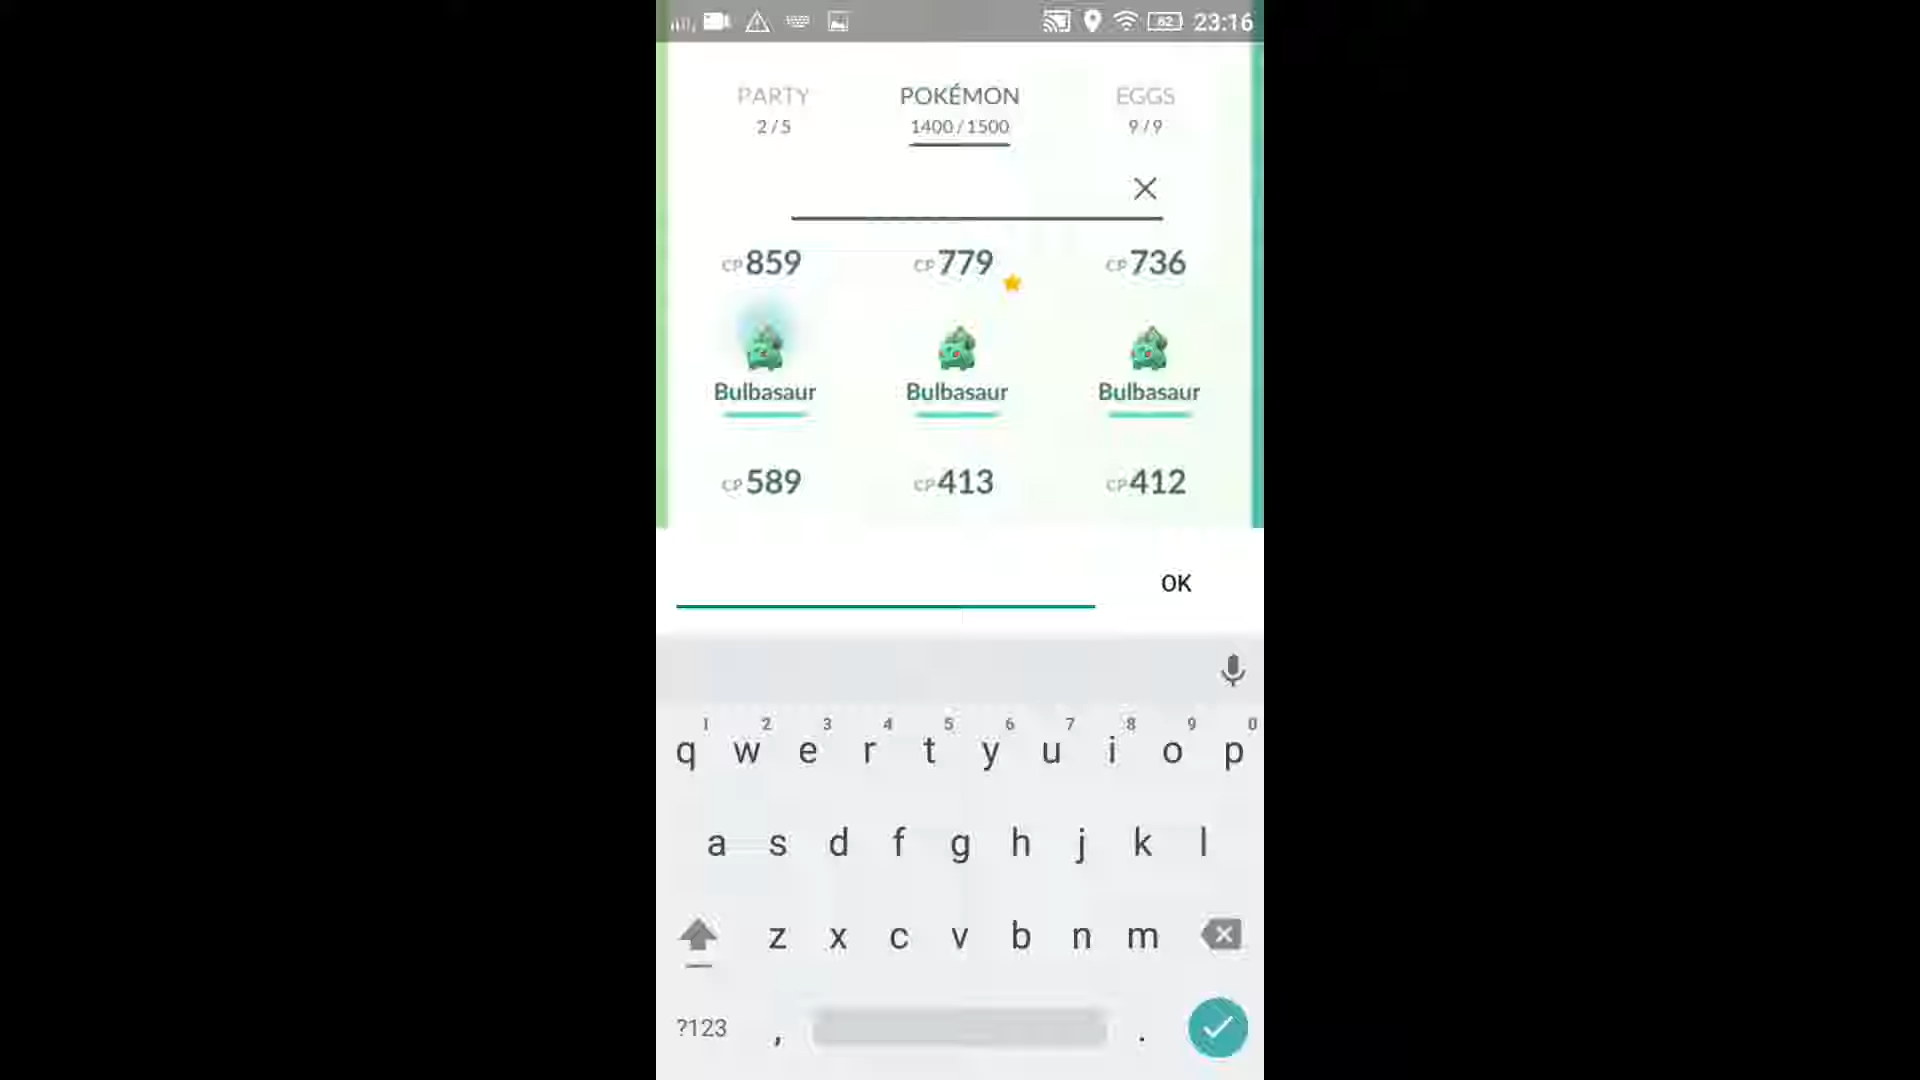 62 23:16
PARTY POKÉMON EGGS
2/5 1400/1500 9/9
CP859 CP779 CP736
Bulbasaur Bulbasaur Bulbasaur
CP589 CP413 CP412
OK
1 2 3 4 5 6 7 8 9 0
q w e r t y u i o p
a s d f g h j k l
z x c v b n m
?123 , .